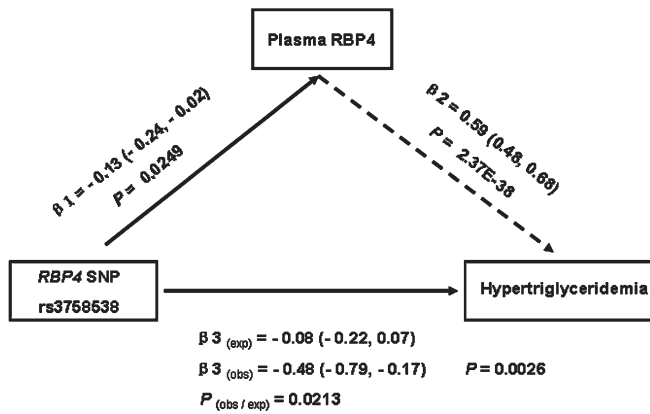 Plasma RBP4
β 1 = - 0.13 (- 0.24, - 0.02)
P = 0.0249
β 2 = 0.59 (0.48, 0.68)
P = 2.37E-38
RBP4 SNP
rs3758538
Hypertriglyceridemia
β 3 (exp) = - 0.08 (- 0.22, 0.07)
β 3 (obs) = - 0.48 (- 0.79, - 0.17) P = 0.0026
P (obs / exp) = 0.0213